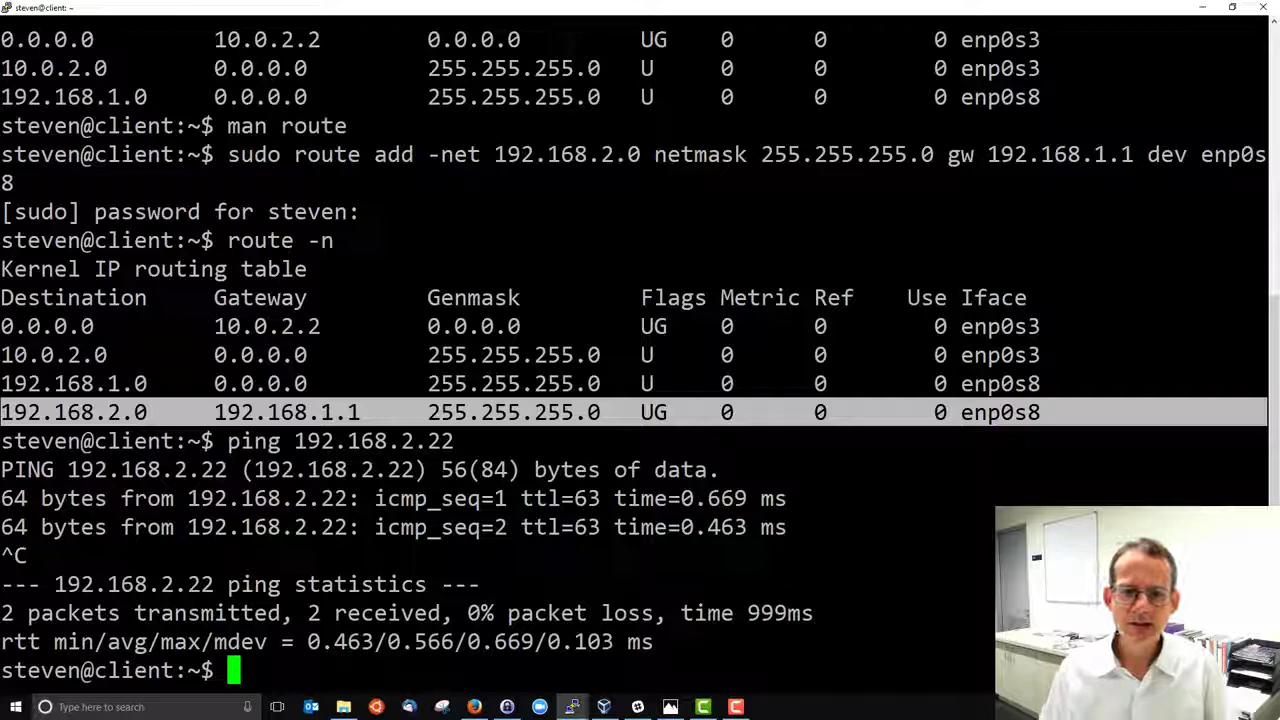 steven@client: ~
0.0.0.0 10.0.2.2 0.0.0.0 UG 0 0 0 enp0s3
10.0.2.0 0.0.0.0 255.255.255.0 U 0 0 0 enp0s3
192.168.1.0 0.0.0.0 255.255.255.0 U 0 0 0 enp0s8
steven@client:~$ man route
steven@client:~$ sudo route add -net 192.168.2.0 netmask 255.255.255.0 gw 192.168.1.1 dev enp0s
8
[sudo] password for steven:
steven@client:~$ route -n
Kernel IP routing table
Destination Gateway Genmask Flags Metric Ref Use Iface
0.0.0.0 10.0.2.2 0.0.0.0 UG 0 0 0 enp0s3
10.0.2.0 0.0.0.0 255.255.255.0 U 0 0 0 enp0s3
192.168.1.0 0.0.0.0 255.255.255.0 U 0 0 0 enp0s8
192.168.2.0 192.168.1.1 255.255.255.0 UG 0 0 0 enp0s8
steven@client:~$ ping 192.168.2.22
PING 192.168.2.22 (192.168.2.22) 56(84) bytes of data.
64 bytes from 192.168.2.22: icmp_seq=1 ttl=63 time=0.669 ms
64 bytes from 192.168.2.22: icmp_seq=2 ttl=63 time=0.463 ms
^C
--- 192.168.2.22 ping statistics ---
2 packets transmitted, 2 received, 0% packet loss, time 999ms
rtt min/avg/max/mdev = 0.463/0.566/0.669/0.103 ms
steven@client:~$
Type here to search